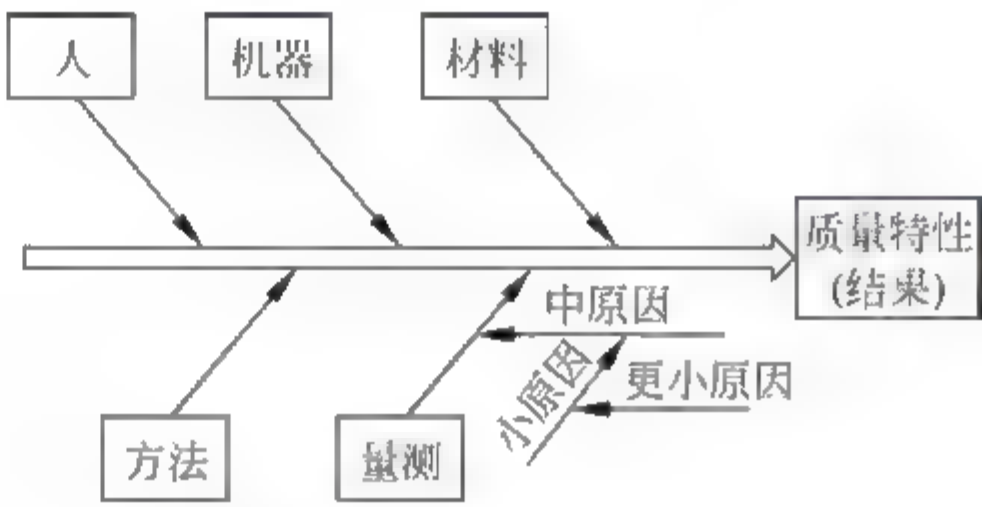 人
机器
材料
质量特性
(结果)
中原因
小原因
更小原因
方法
量测